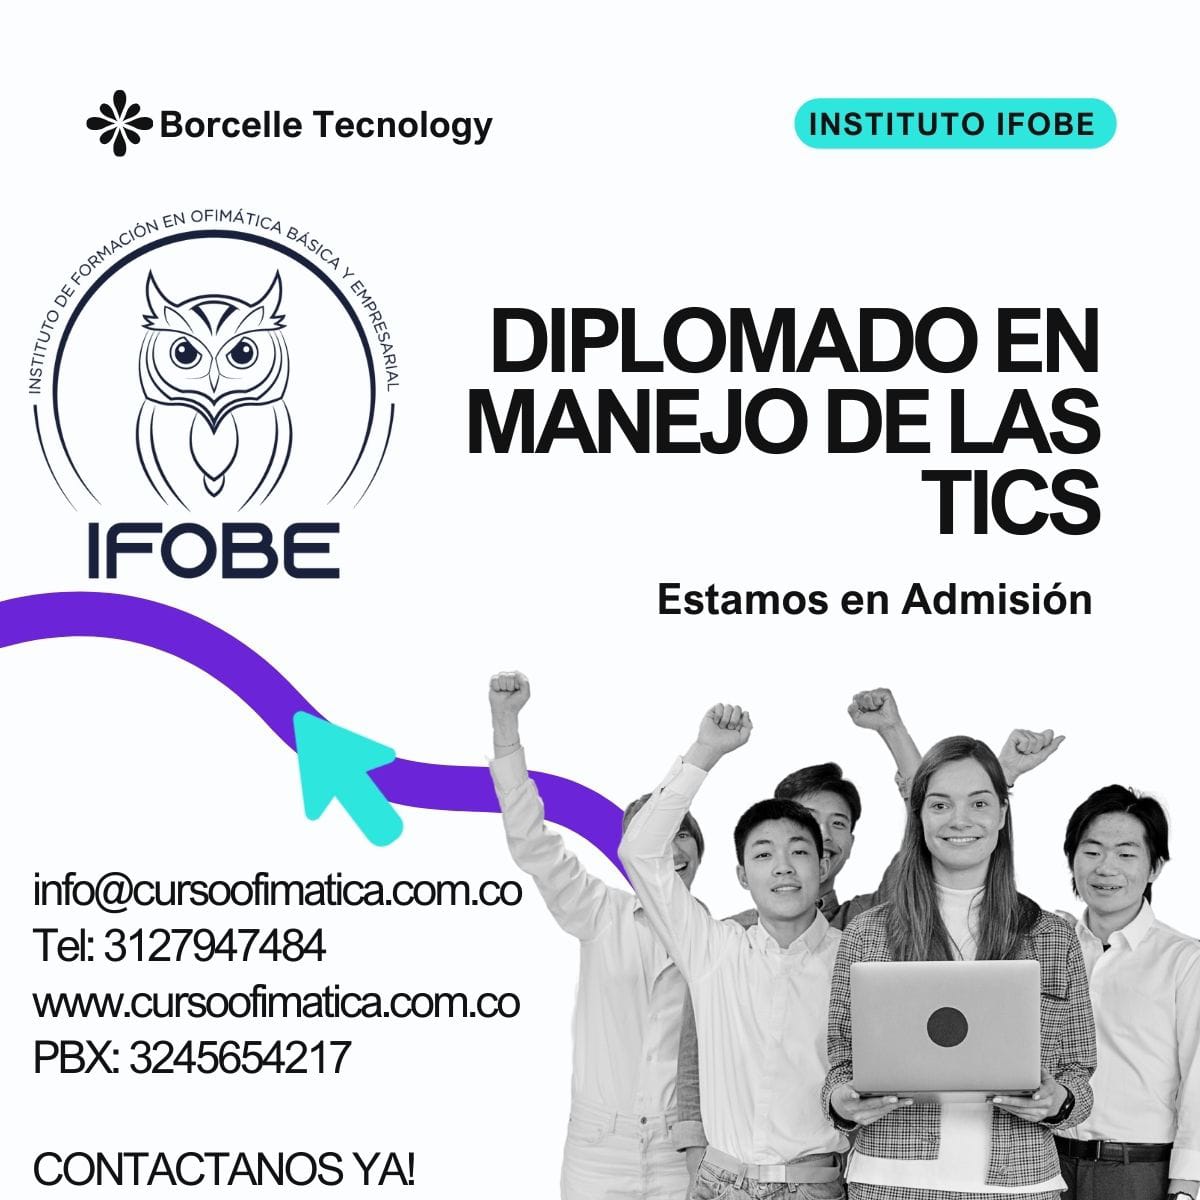 Borcelle Tecnology
INSTITUTO IFOBE
INSTITUTO DE FORMACIÓN EN OFIMÁTICA BÁSICA Y EMPRESARIAL
IFOBE
DIPLOMADO EN
MANEJO DE LAS
TICS
Estamos en Admisión
info@cursoofimatica.com.co
Tel: 3127947484
www.cursoofimatica.com.co
PBX: 3245654217
CONTACTANOS YA!